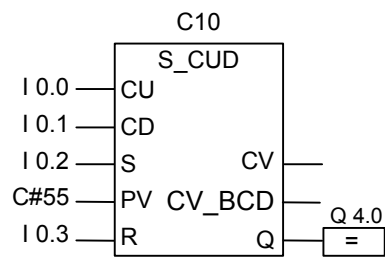 C10
S_CUD
I 0.0 CU
I 0.1 CD
I 0.2 S CV
C#55 PV CV_BCD Q 4.0
I 0.3 R Q =